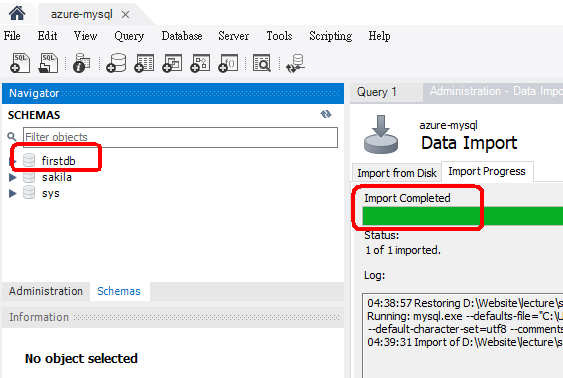 azure-mysql ×
File Edit View Query Database Server Tools Scripting Help
SQL SQL
Navigator
SCHEMAS
Filter objects
firstdb
sakila
sys
Administration Schemas
Information
No object selected
Query 1 Administration - Data Impo
azure-mysql
Data Import
Import from Disk Import Progress
Import Completed
Status:
1 of 1 imported.
Log:
04:38:57 Restoring D:\Website\lecture\s
Running: mysql.exe --defaults-file="C:\U
--default-character-set=utf8 --comments
04:39:31 Import of D:\Website\lecture\s